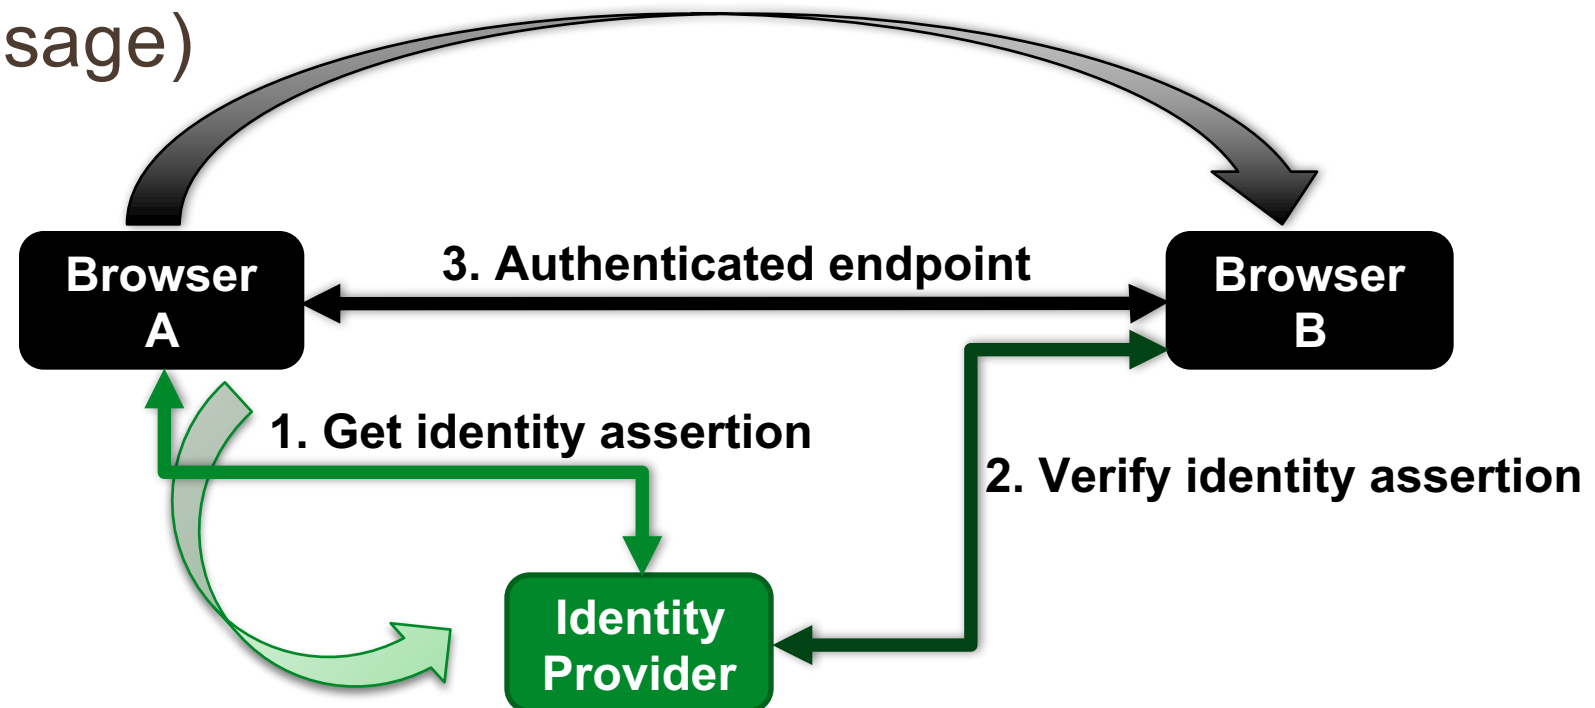 sage)
3. Authenticated endpoint
Browser
A
Browser
B
1. Get identity assertion
2. Verify identity assertion
Identity
Provider